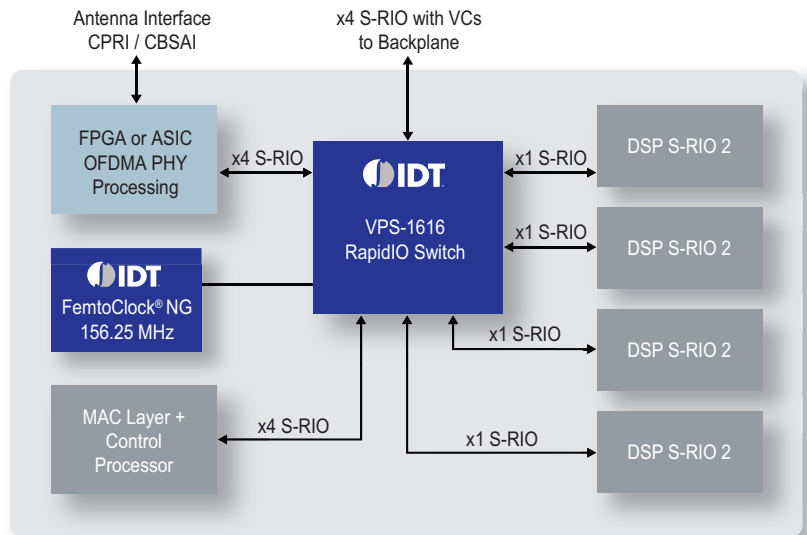 Antenna Interface
CPRI / CBSAI
x4 S-RIO with VCs
to Backplane
FPGA or ASIC
OFDMA PHY
Processing
x4 S-RIO
IDT
VPS-1616
RapidIO Switch
x1 S-RIO
DSP S-RIO 2
x1 S-RIO
DSP S-RIO 2
IDT
FemtoClock® NG
156.25 MHz
x1 S-RIO
DSP S-RIO 2
MAC Layer +
Control
Processor
x4 S-RIO
x1 S-RIO
DSP S-RIO 2